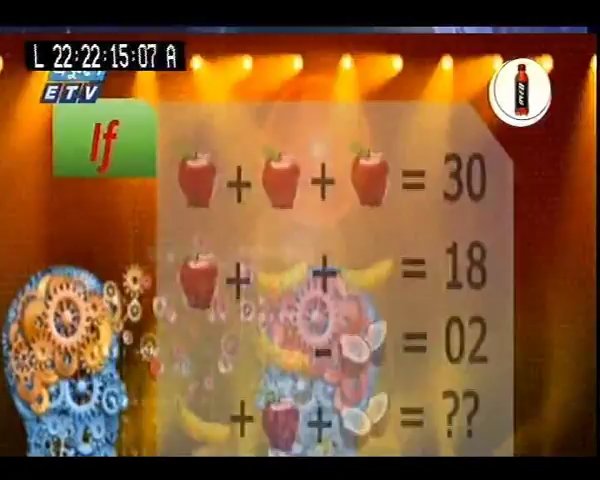 L 22:22:15:07 A
ETV
If
+ + = 30
+ + = 18
- = 02
+ + = ??